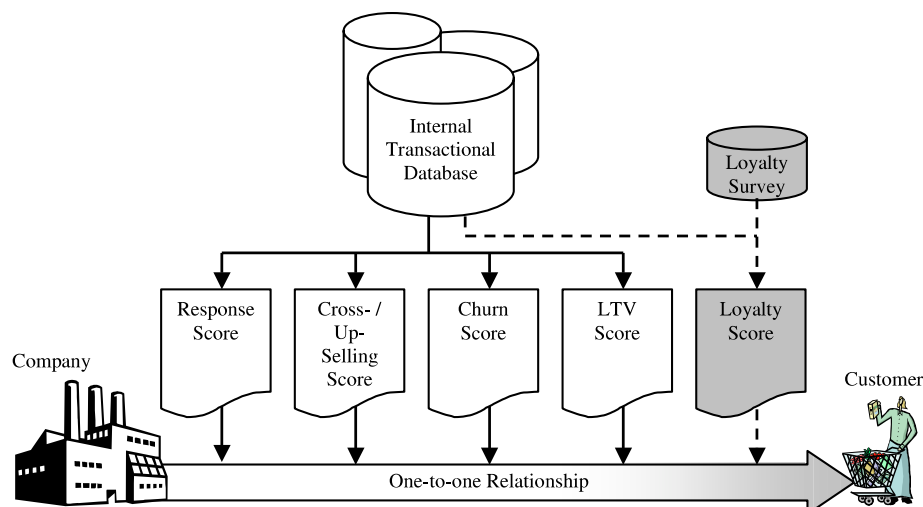 Internal
Transactional
Database
Loyalty
Survey
Response
Score
Cross- /
Up-
Selling
Score
Churn
Score
LTV
Score
Loyalty
Score
Company
Customer
One-to-one Relationship